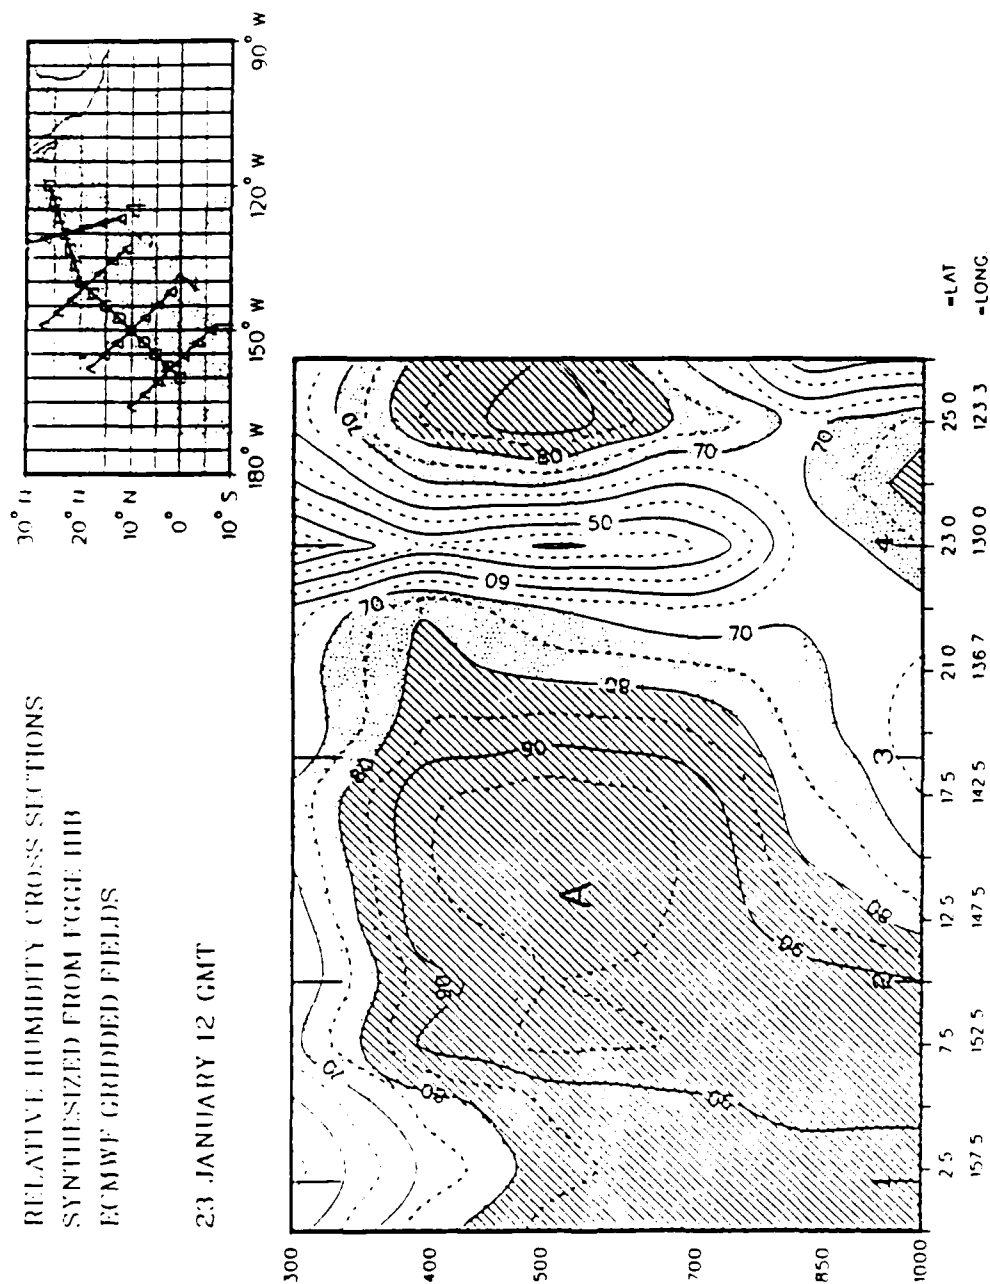 RELATIVE HUMIDITY CROSS SECTIONS
SYNTHESIZED FROM FGGE IIIB
ECMWF GRIDDED FIELDS
23 JANUARY 12 GMT
30° N
20° N
10° N
0°
10° S
180° W
150° W
120° W
90° W
300
400
500
700
850
1000
70
80
90
A
80
90
90
80
80
90
80
70
60
50
70
80
70
70
1
2
3
4
2.5 7.5 12.5 17.5 21.0 23.0 25.0 =LAT
157.5 152.5 147.5 142.5 136.7 130.0 123.3 =LONG.